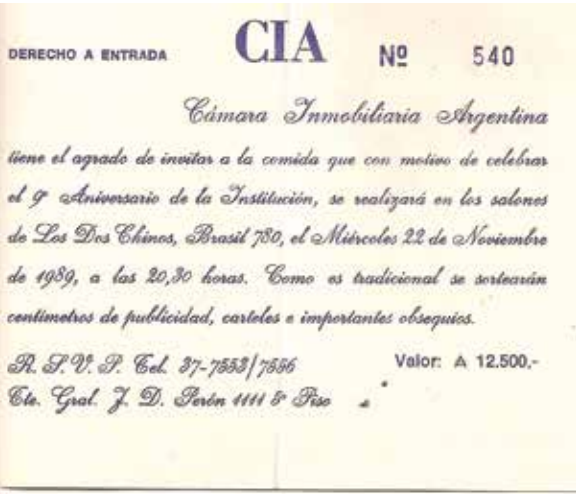 DERECHO A ENTRADA CIA Nº 540
Cámara Inmobiliaria Argentina
tiene el agrado de invitar a la comida que con motivo de celebrar
el 9º Aniversario de la Institución, se realizará en los salones
de Los Dos Chinos, Brasil 780, el Miércoles 22 de Noviembre
de 1989, a las 20,30 horas. Como es tradicional se sortearán
centímetros de publicidad, carteles e importantes obsequios.
R. S. V. P. Tel. 37-7553/7556 Valor: A 12.500,-
Tte. Gral. J. D. Perón 1111 5º Piso